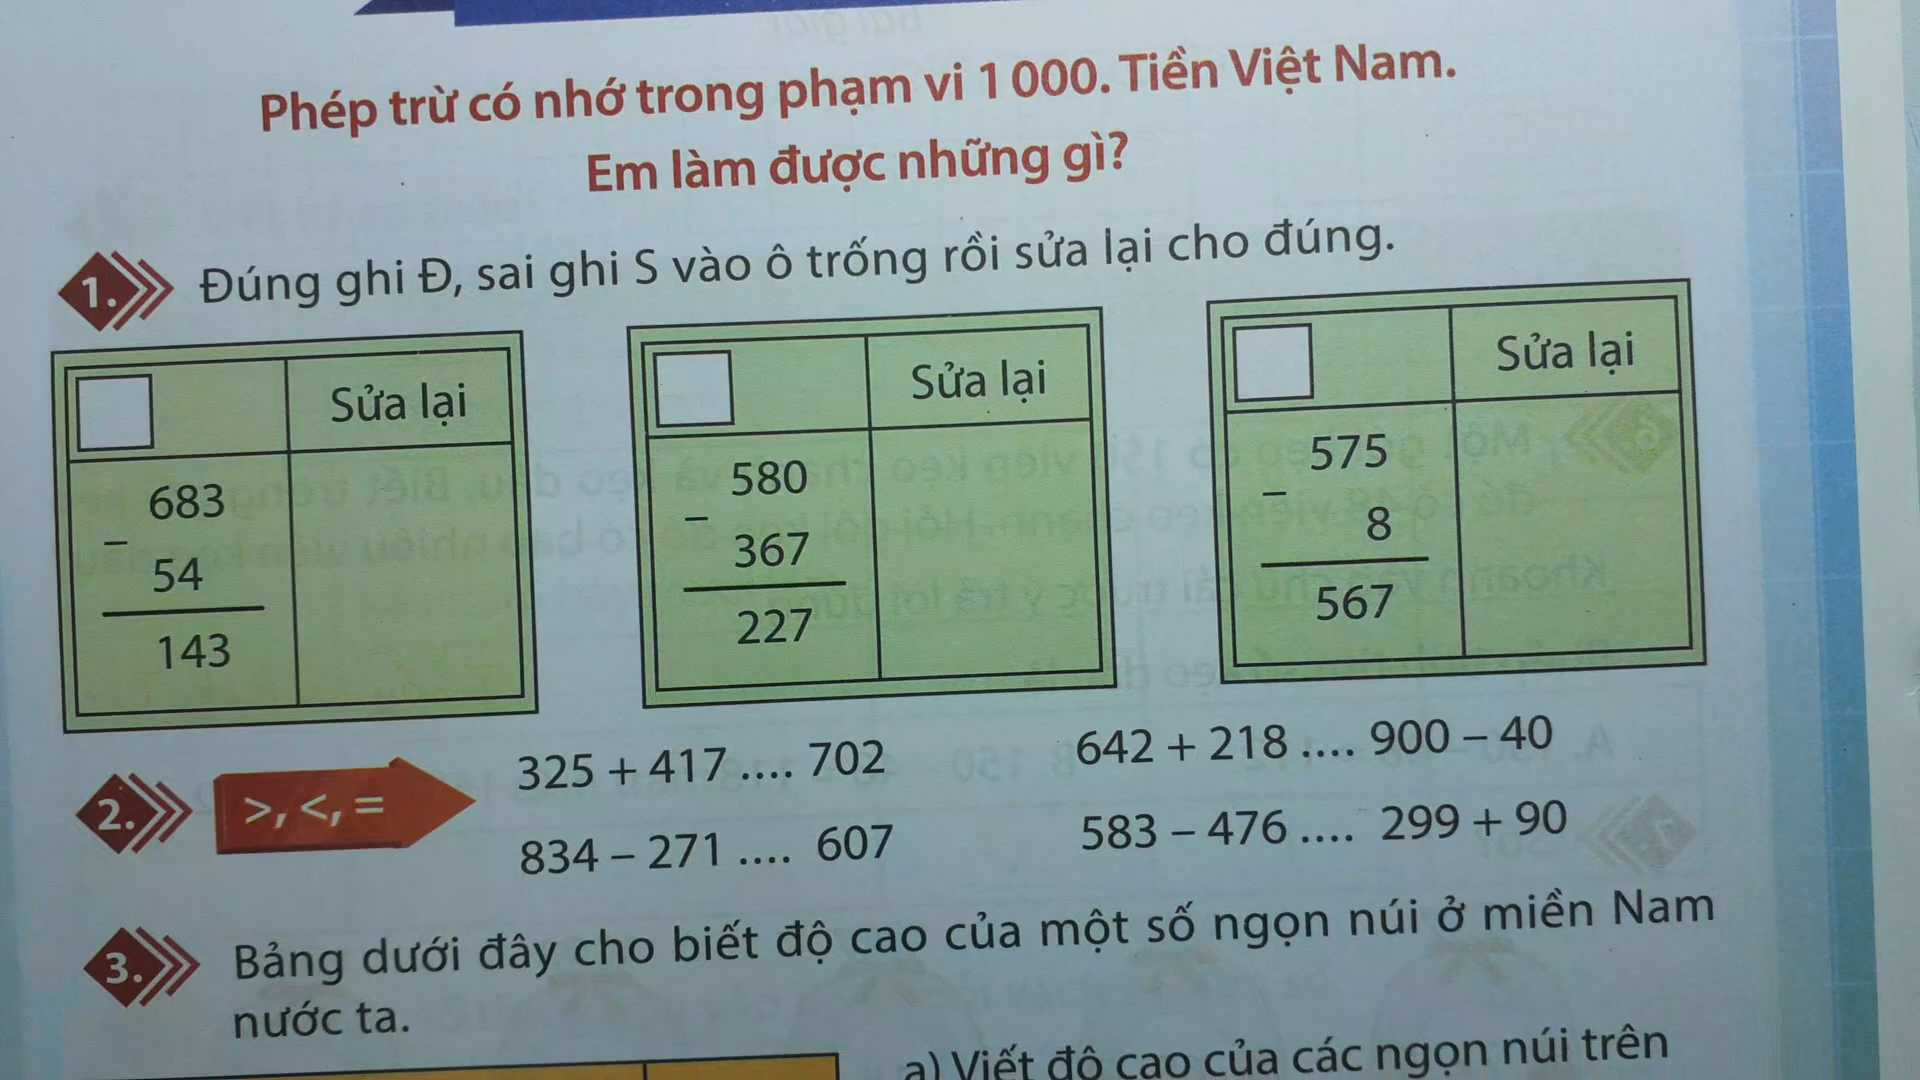 Phép trừ có nhớ trong phạm vi 1 000. Tiền Việt Nam.
Em làm được những gì?
1. Đúng ghi Đ, sai ghi S vào ô trống rồi sửa lại cho đúng.
Sửa lại
683
–
54
143
Sửa lại
580
–
367
227
Sửa lại
575
–
8
567
2. >, <, =
325 + 417 .... 702
642 + 218 .... 900 – 40
834 – 271 .... 607
583 – 476 .... 299 + 90
3. Bảng dưới đây cho biết độ cao của một số ngọn núi ở miền Nam
nước ta.
a) Viết độ cao của các ngọn núi trên